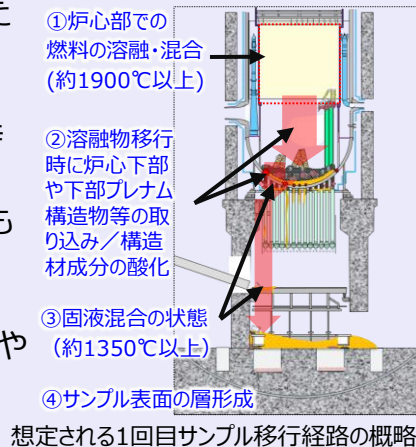 た
①炉心部での
燃料の溶融・混合
(約1900℃以上)
②溶融物移行
時に炉心下部
や下部プレナム
構造物等の取
り込み／構造
材成分の酸化
も
③固液混合の状態
（約1350℃以上）
や
④サンプル表面の層形成
想定される1回目サンプル移行経路の概略